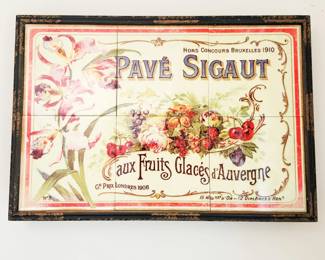 HORS CONCOURS BRUXELLES 1910
PAVÉ SIGAUT
aux Fruits Glacés d'Auvergne
Gd. PRIX LONDRES 1908